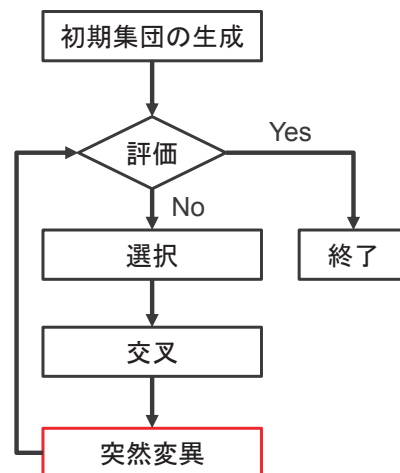 初期集団の生成
評価
Yes
No
選択
終了
交叉
突然変異